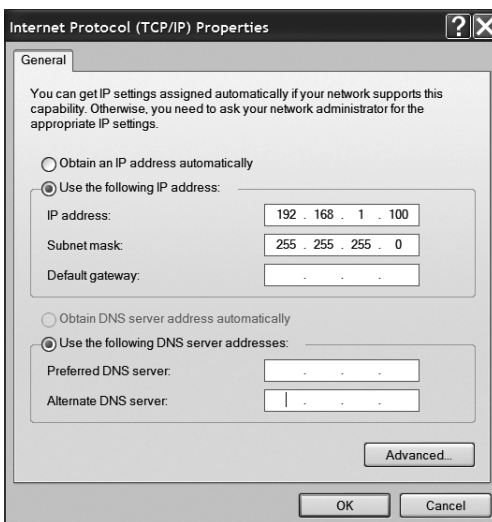 Internet Protocol (TCP/IP) Properties
General
You can get IP settings assigned automatically if your network supports this
capability. Otherwise, you need to ask your network administrator for the
appropriate IP settings.
Obtain an IP address automatically
Use the following IP address:
IP address: 192 . 168 . 1 . 100
Subnet mask: 255 . 255 . 255 . 0
Default gateway: . . .
Obtain DNS server address automatically
Use the following DNS server addresses:
Preferred DNS server: . . .
Alternate DNS server: . . .
Advanced...
OK Cancel